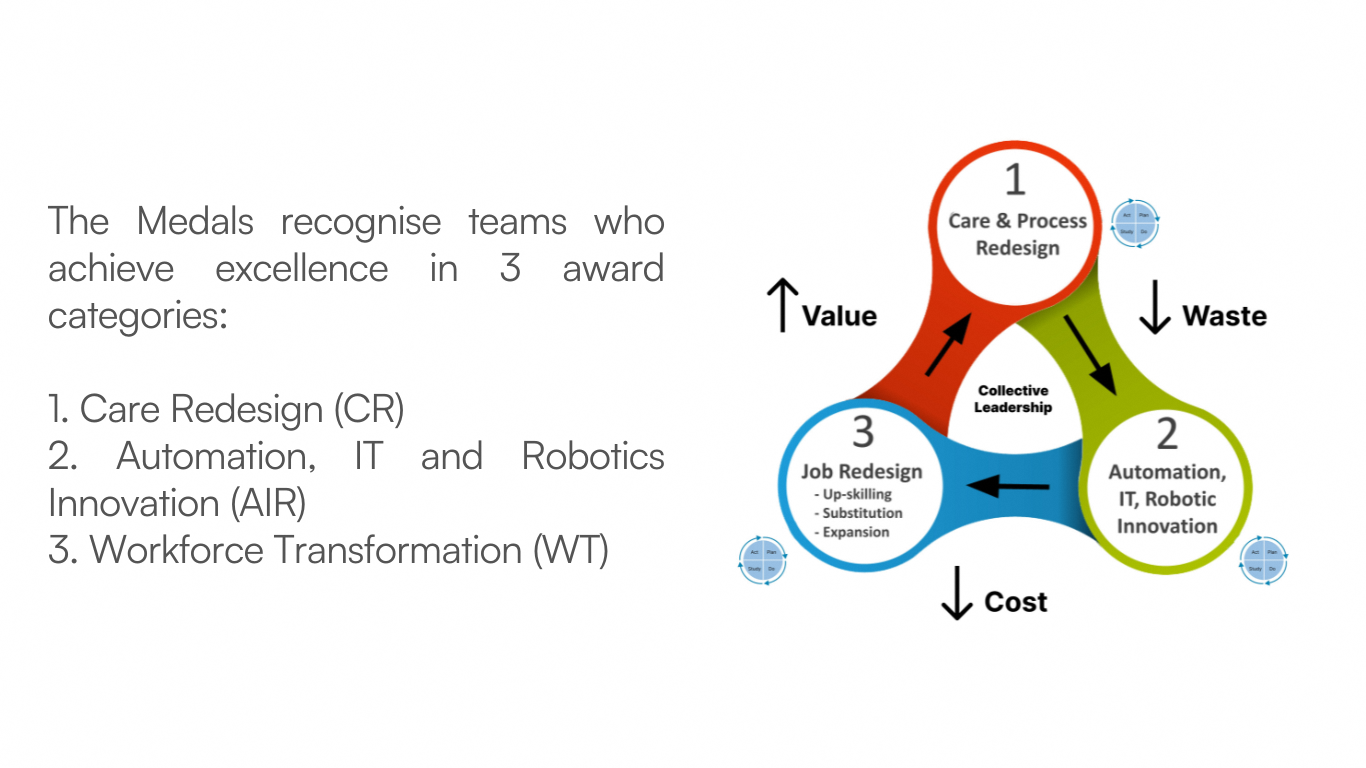 The Medals recognise teams who
achieve excellence in 3 award
categories:
1. Care Redesign (CR)
2. Automation, IT and Robotics
Innovation (AIR)
3. Workforce Transformation (WT)
1
Care & Process
Redesign
Act Plan
Study Do
↑ Value
↓ Waste
Collective
Leadership
3
Job Redesign
- Up-skilling
- Substitution
- Expansion
2
Automation,
IT, Robotic
Innovation
Act Plan
Study Do
Act Plan
Study Do
↓ Cost